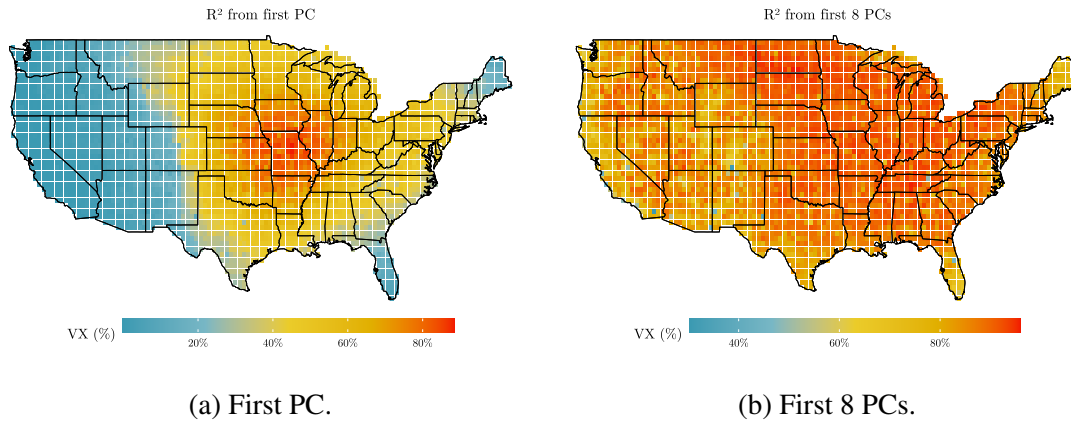 R² from first PC
VX (%)
20%
40%
60%
80%
(a) First PC.
R² from first 8 PCs
VX (%)
40%
60%
80%
(b) First 8 PCs.